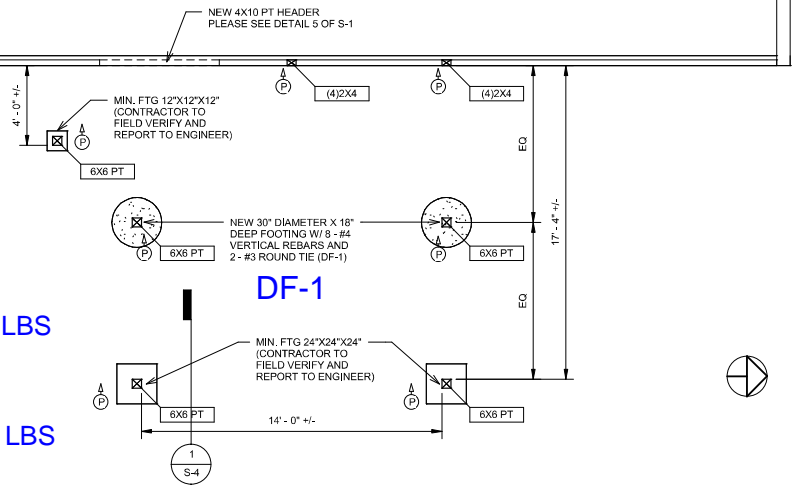 NEW 4X10 PT HEADER
PLEASE SEE DETAIL 5 OF S-1
4' - 0" +/-
MIN. FTG 12"X12"X12"
(CONTRACTOR TO
FIELD VERIFY AND
REPORT TO ENGINEER)
P
6X6 PT
P
(4)2X4
P
(4)2X4
EQ
17' - 4" +/-
EQ
NEW 30" DIAMETER X 18"
DEEP FOOTING W/ 8 - #4
VERTICAL REBARS AND
2 - #3 ROUND TIE (DF-1)
P
6X6 PT
P
6X6 PT
DF-1
LBS
MIN. FTG 24"X24"X24"
(CONTRACTOR TO
FIELD VERIFY AND
REPORT TO ENGINEER)
P
6X6 PT
P
6X6 PT
14' - 0" +/-
LBS
1
S-4